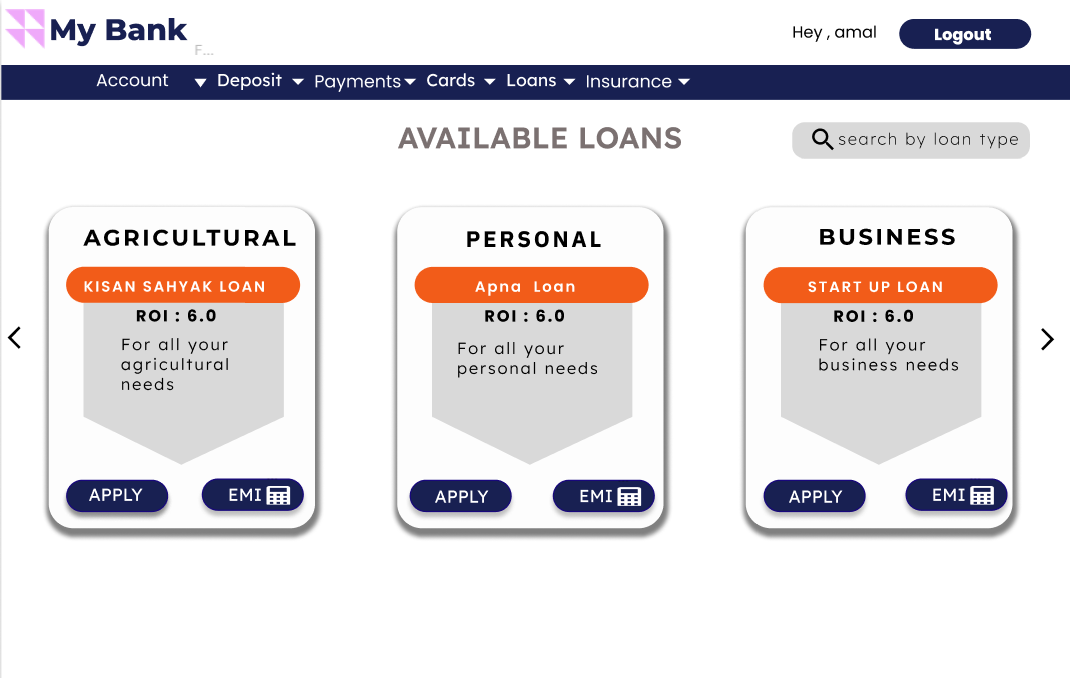 My Bank
F...
Hey , amal
Logout
Account Deposit Payments Cards Loans Insurance
AVAILABLE LOANS
search by loan type
AGRICULTURAL
KISAN SAHYAK LOAN
ROI : 6.0
For all your
agricultural
needs
APPLY EMI
PERSONAL
Apna Loan
ROI : 6.0
For all your
personal needs
APPLY EMI
BUSINESS
START UP LOAN
ROI : 6.0
For all your
business needs
APPLY EMI